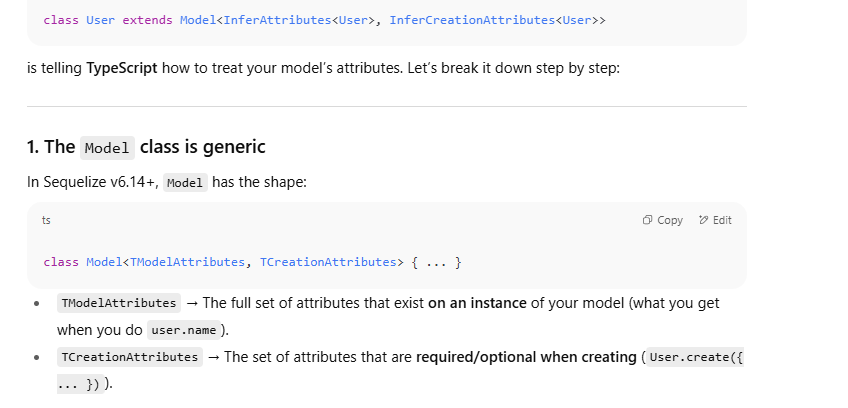 class User extends Model<InferAttributes<User>, InferCreationAttributes<User>>
is telling TypeScript how to treat your model's attributes. Let's break it down step by step:
1. The Model class is generic
In Sequelize v6.14+, Model has the shape:
ts
Copy
Edit
class Model<TModelAttributes, TCreationAttributes> { ... }
• TModelAttributes → The full set of attributes that exist on an instance of your model (what you get
when you do user.name ).
• TCreationAttributes → The set of attributes that are required/optional when creating ( User.create({
... }) ).